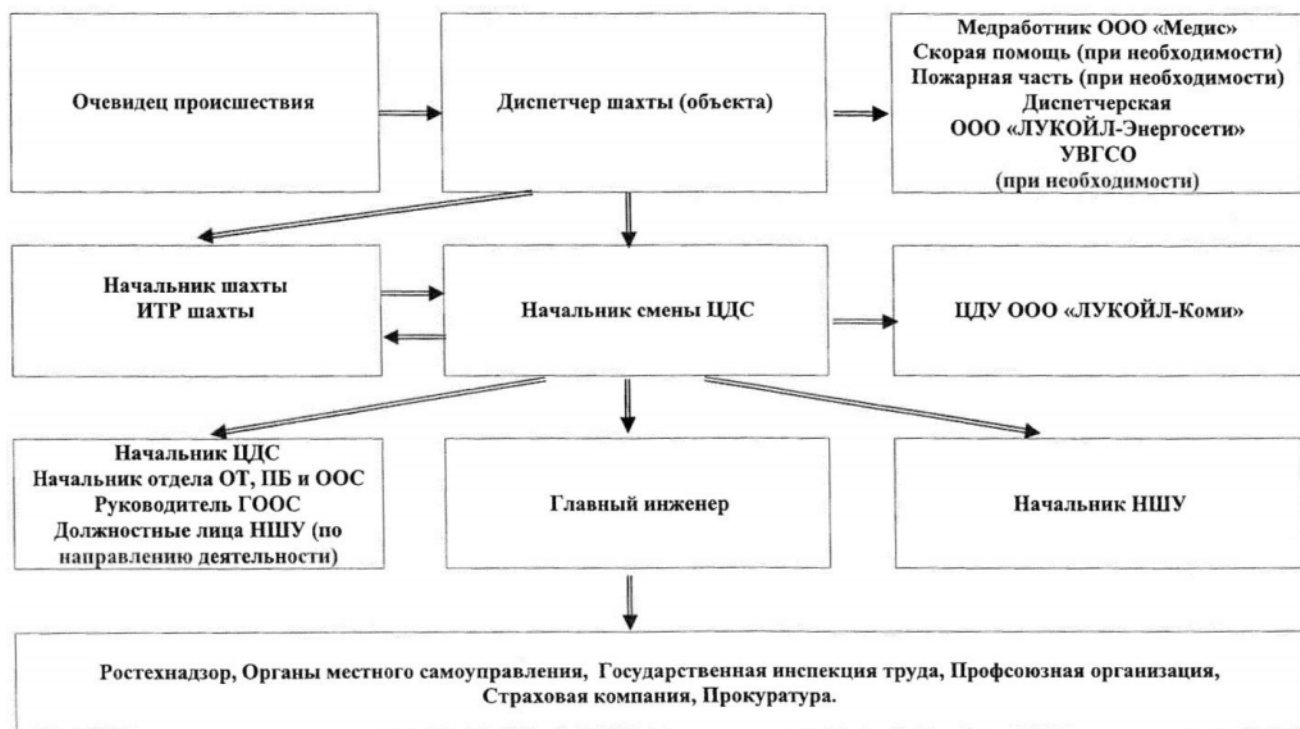 Очевидец происшествия
Диспетчер шахты (объекта)
Медработник ООО «Медис»
Скорая помощь (при необходимости)
Пожарная часть (при необходимости)
Диспетчерская
ООО «ЛУКОЙЛ-Энергосети»
УВГСО
(при необходимости)
Начальник шахты
ИТР шахты
Начальник смены ЦДС
ЦДУ ООО «ЛУКОЙЛ-Коми»
Начальник ЦДС
Начальник отдела ОТ, ПБ и ООС
Руководитель ГООС
Должностные лица НШУ (по
направлению деятельности)
Главный инженер
Начальник НШУ
Ростехнадзор, Органы местного самоуправления, Государственная инспекция труда, Профсоюзная организация,
Страховая компания, Прокуратура.